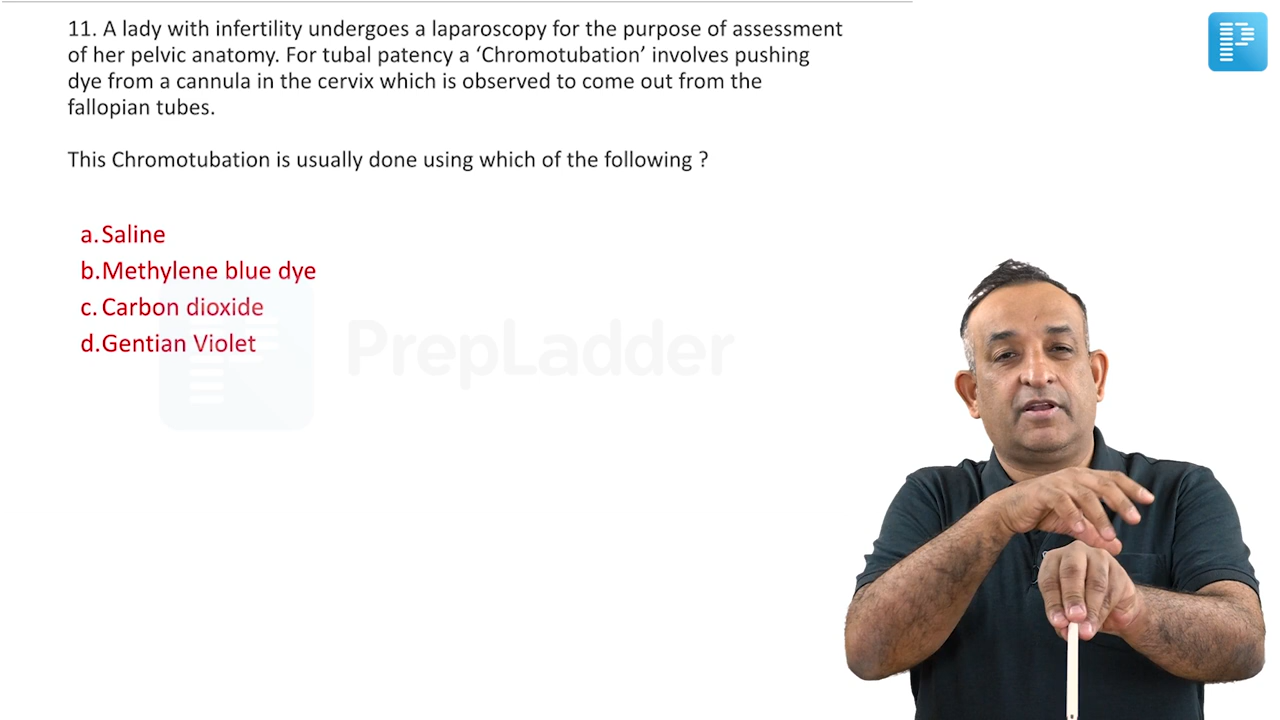 11. A lady with infertility undergoes a laparoscopy for the purpose of assessment
of her pelvic anatomy. For tubal patency a ‘Chromotubation’ involves pushing
dye from a cannula in the cervix which is observed to come out from the
fallopian tubes.
This Chromotubation is usually done using which of the following ?
a. Saline
b. Methylene blue dye
c. Carbon dioxide
d. Gentian Violet
PrepLadder